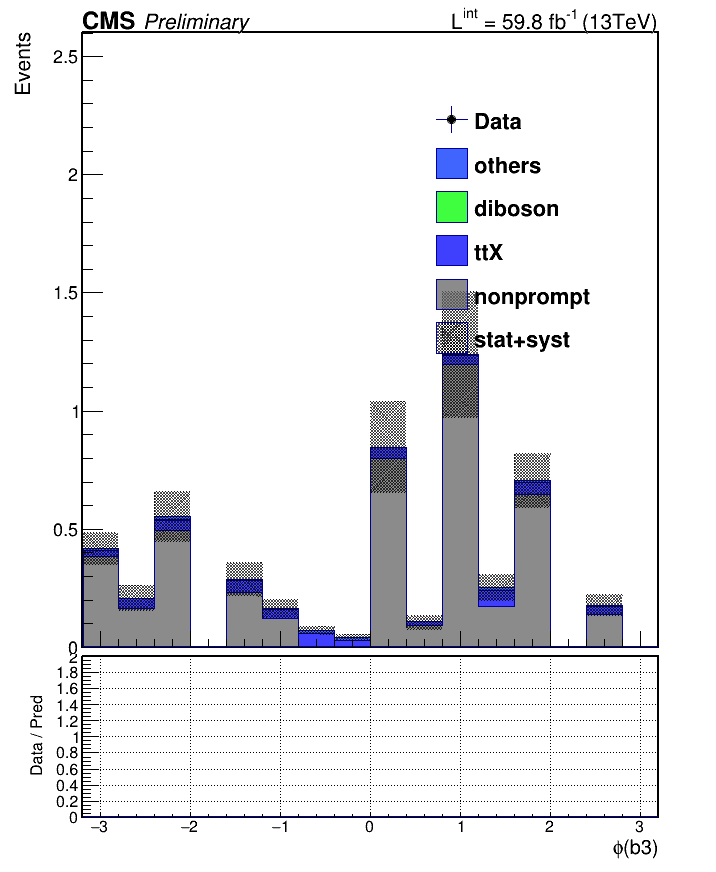 CMS Preliminary L^int = 59.8 fb^-1 (13TeV)
Events
2.5
2
1.5
1
0.5
0
Data
others
diboson
ttX
nonprompt
stat+syst
Data / Pred
2
1.8
1.6
1.4
1.2
1
0.8
0.6
0.4
0.2
0
−3 −2 −1 0 1 2 3
ϕ(b3)